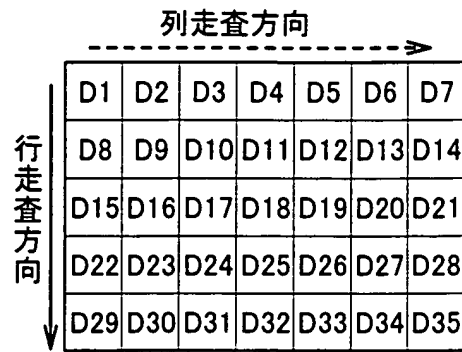 列走査方向
行走査方向
D1 D2 D3 D4 D5 D6 D7
D8 D9 D10 D11 D12 D13 D14
D15 D16 D17 D18 D19 D20 D21
D22 D23 D24 D25 D26 D27 D28
D29 D30 D31 D32 D33 D34 D35